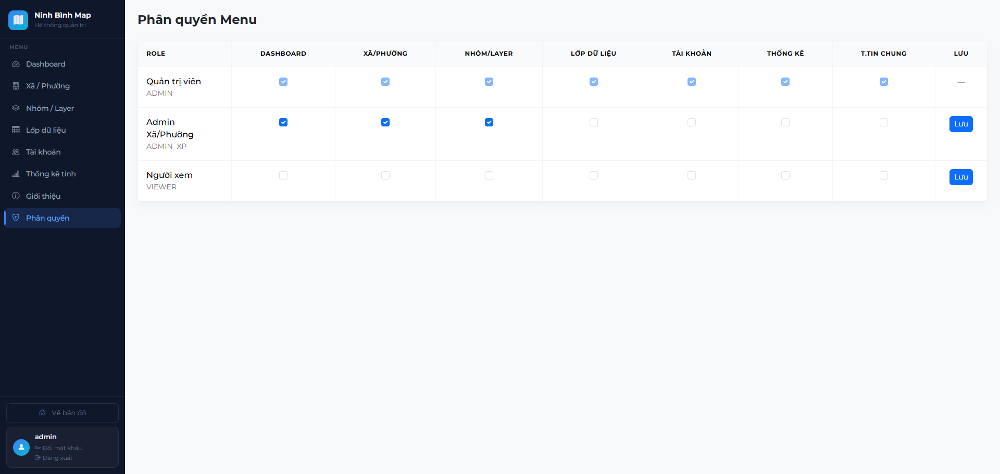 Ninh Bình Map
Hệ thống quản trị
MENU
Dashboard
Xã / Phường
Nhóm / Layer
Lớp dữ liệu
Tài khoản
Thống kê tỉnh
Giới thiệu
Phân quyền
Về bản đồ
admin
Đổi mật khẩu
Đăng xuất
Phân quyền Menu
ROLE DASHBOARD XÃ/PHƯỜNG NHÓM/LAYER LỚP DỮ LIỆU TÀI KHOẢN THỐNG KÊ T.TIN CHUNG LƯU
Quản trị viên —
ADMIN
Admin Lưu
Xã/Phường
ADMIN_XP
Người xem Lưu
VIEWER